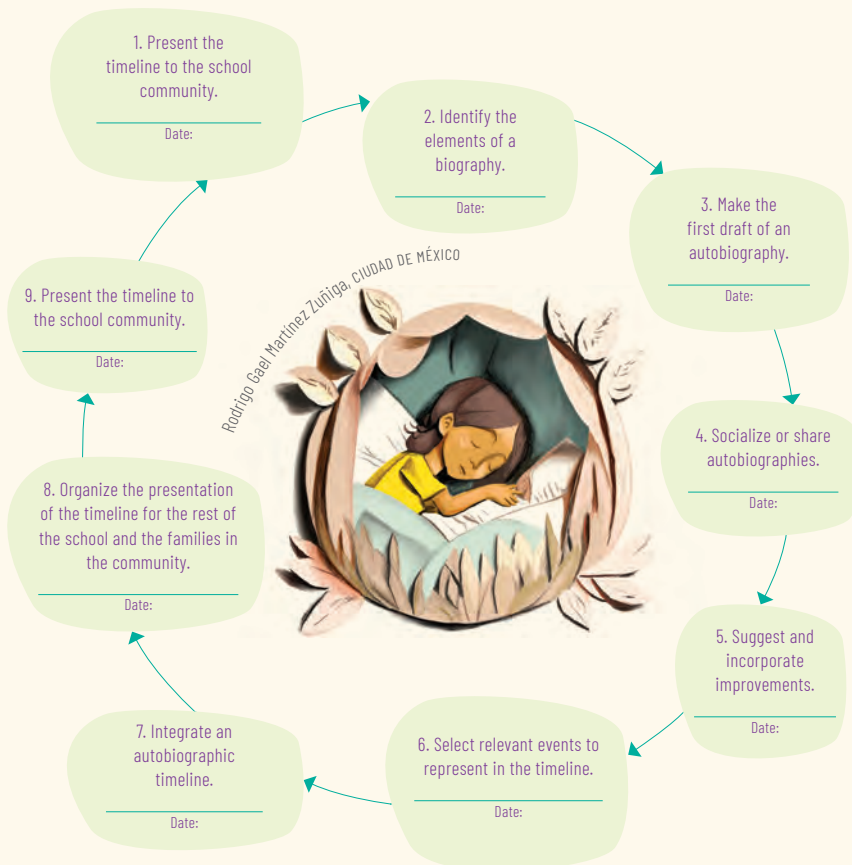 1. Present the
timeline to the school
community.
Date:
2. Identify the
elements of a
biography.
Date:
3. Make the
first draft of an
autobiography.
Date:
4. Socialize or share
autobiographies.
Date:
5. Suggest and
incorporate
improvements.
Date:
6. Select relevant events to
represent in the timeline.
Date:
7. Integrate an
autobiographic
timeline.
Date:
8. Organize the presentation
of the timeline for the rest of
the school and the families in
the community.
Date:
9. Present the timeline to
the school community.
Date:
Rodrigo Gael Martínez Zuñiga, CIUDAD DE MÉXICO